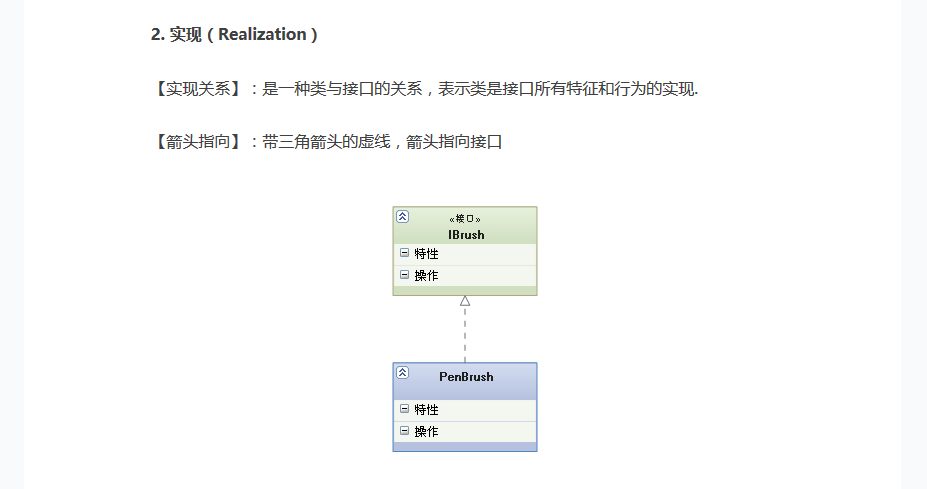 2. 实现（Realization）
【实现关系】：是一种类与接口的关系，表示类是接口所有特征和行为的实现.
【箭头指向】：带三角箭头的虚线，箭头指向接口
«接口»
IBrush
特性
操作
PenBrush
特性
操作